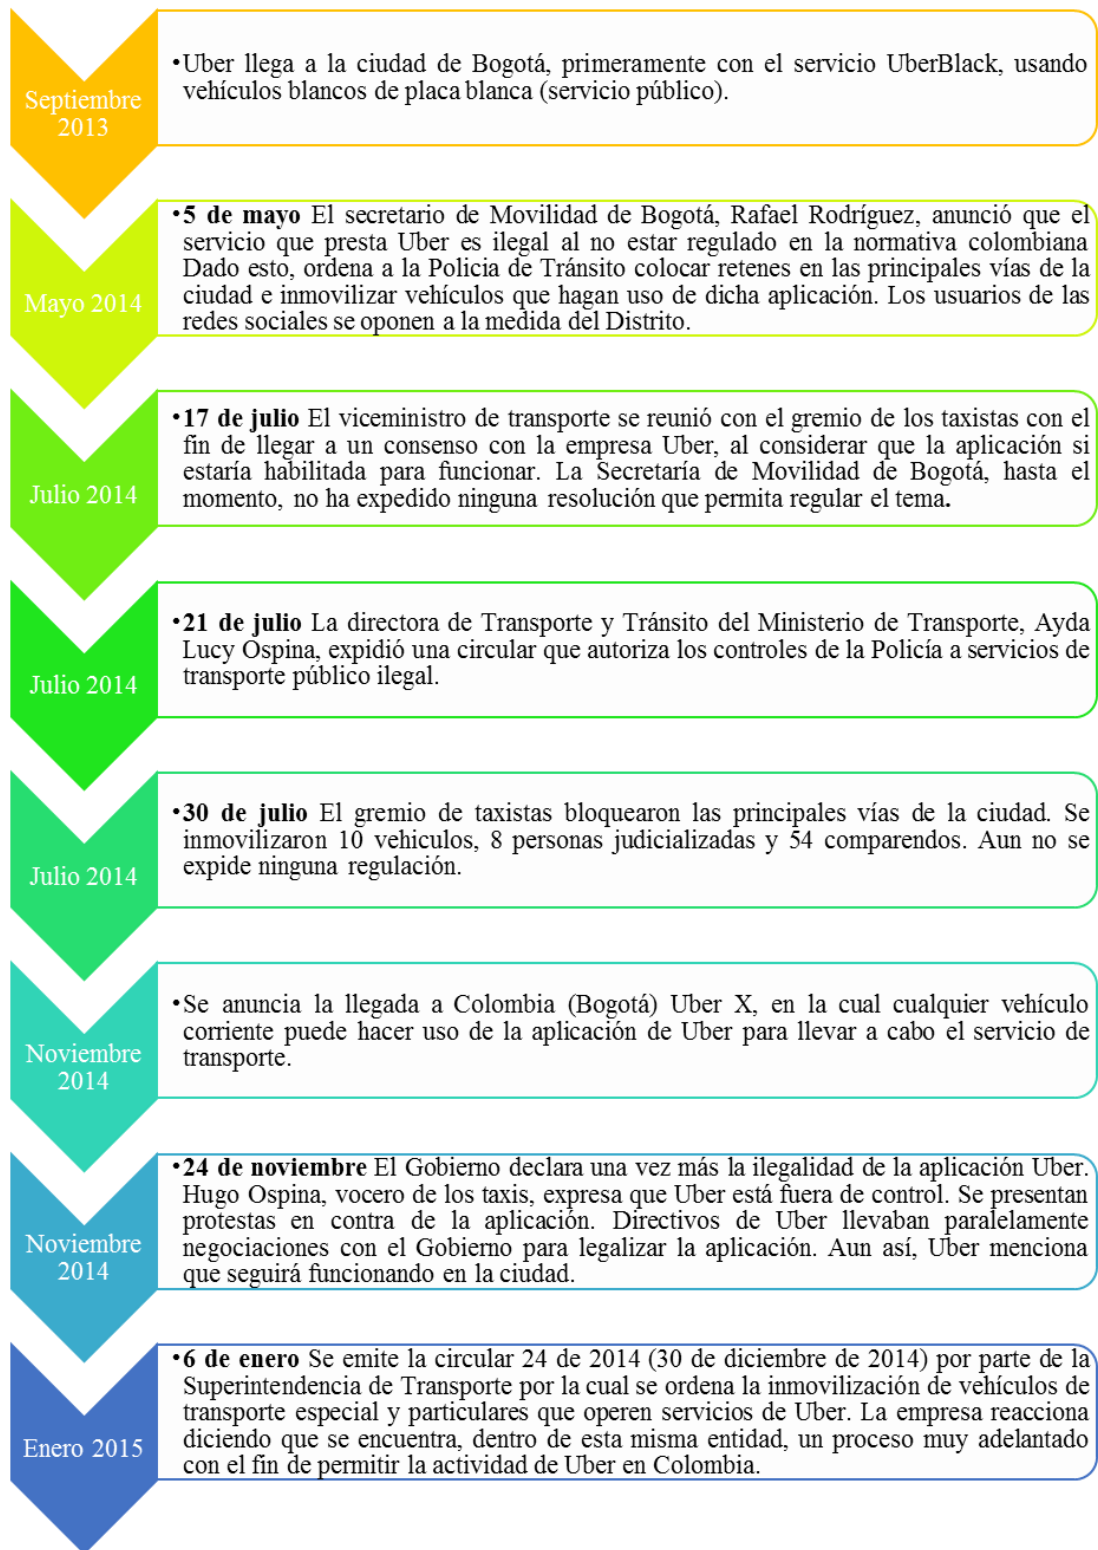 Septiembre
2013
•Uber llega a la ciudad de Bogotá, primeramente con el servicio UberBlack, usando
vehículos blancos de placa blanca (servicio público).
Mayo 2014
•5 de mayo El secretario de Movilidad de Bogotá, Rafael Rodríguez, anunció que el
servicio que presta Uber es ilegal al no estar regulado en la normativa colombiana
Dado esto, ordena a la Policia de Tránsito colocar retenes en las principales vías de la
ciudad e inmovilizar vehículos que hagan uso de dicha aplicación. Los usuarios de las
redes sociales se oponen a la medida del Distrito.
Julio 2014
•17 de julio El viceministro de transporte se reunió con el gremio de los taxistas con el
fin de llegar a un consenso con la empresa Uber, al considerar que la aplicación si
estaría habilitada para funcionar. La Secretaría de Movilidad de Bogotá, hasta el
momento, no ha expedido ninguna resolución que permita regular el tema.
Julio 2014
•21 de julio La directora de Transporte y Tránsito del Ministerio de Transporte, Ayda
Lucy Ospina, expidió una circular que autoriza los controles de la Policía a servicios de
transporte público ilegal.
Julio 2014
•30 de julio El gremio de taxistas bloquearon las principales vías de la ciudad. Se
inmovilizaron 10 vehiculos, 8 personas judicializadas y 54 comparendos. Aun no se
expide ninguna regulación.
Noviembre
2014
•Se anuncia la llegada a Colombia (Bogotá) Uber X, en la cual cualquier vehículo
corriente puede hacer uso de la aplicación de Uber para llevar a cabo el servicio de
transporte.
Noviembre
2014
•24 de noviembre El Gobierno declara una vez más la ilegalidad de la aplicación Uber.
Hugo Ospina, vocero de los taxis, expresa que Uber está fuera de control. Se presentan
protestas en contra de la aplicación. Directivos de Uber llevaban paralelamente
negociaciones con el Gobierno para legalizar la aplicación. Aun así, Uber menciona
que seguirá funcionando en la ciudad.
Enero 2015
•6 de enero Se emite la circular 24 de 2014 (30 de diciembre de 2014) por parte de la
Superintendencia de Transporte por la cual se ordena la inmovilización de vehículos de
transporte especial y particulares que operen servicios de Uber. La empresa reacciona
diciendo que se encuentra, dentro de esta misma entidad, un proceso muy adelantado
con el fin de permitir la actividad de Uber en Colombia.